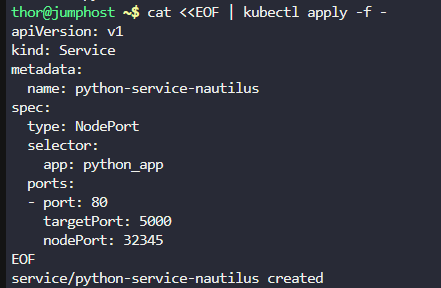 thor@jumphost ~$ cat <<EOF | kubectl apply -f -
apiVersion: v1
kind: Service
metadata:
  name: python-service-nautilus
spec:
  type: NodePort
  selector:
    app: python_app
  ports:
  - port: 80
    targetPort: 5000
    nodePort: 32345
EOF
service/python-service-nautilus created